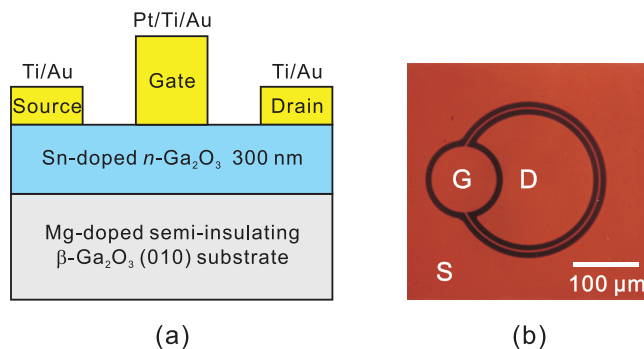 Pt/Ti/Au
Ti/Au
Gate
Ti/Au
Source
Drain
Sn-doped n-Ga₂O₃ 300 nm
Mg-doped semi-insulating
β-Ga₂O₃ (010) substrate
(a)
G
D
S
100 μm
(b)